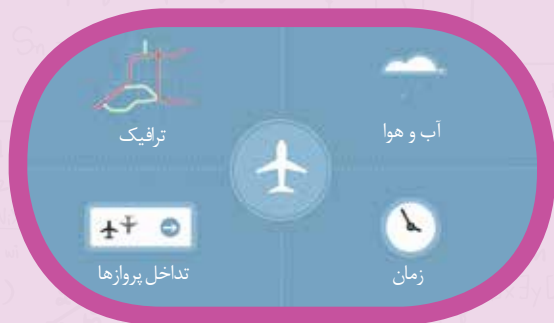 آب و هوا
ترافیک
زمان
تداخل پروازها